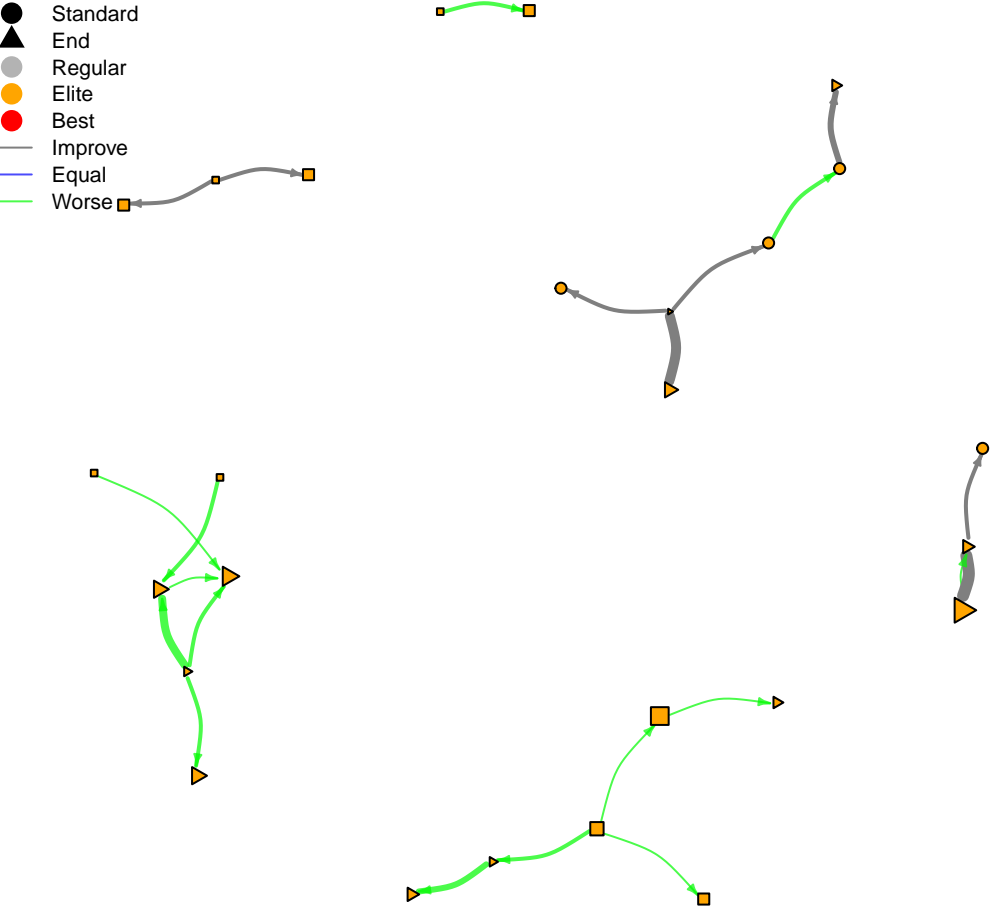 Standard
End
Regular
Elite
Best
Improve
Equal
Worse